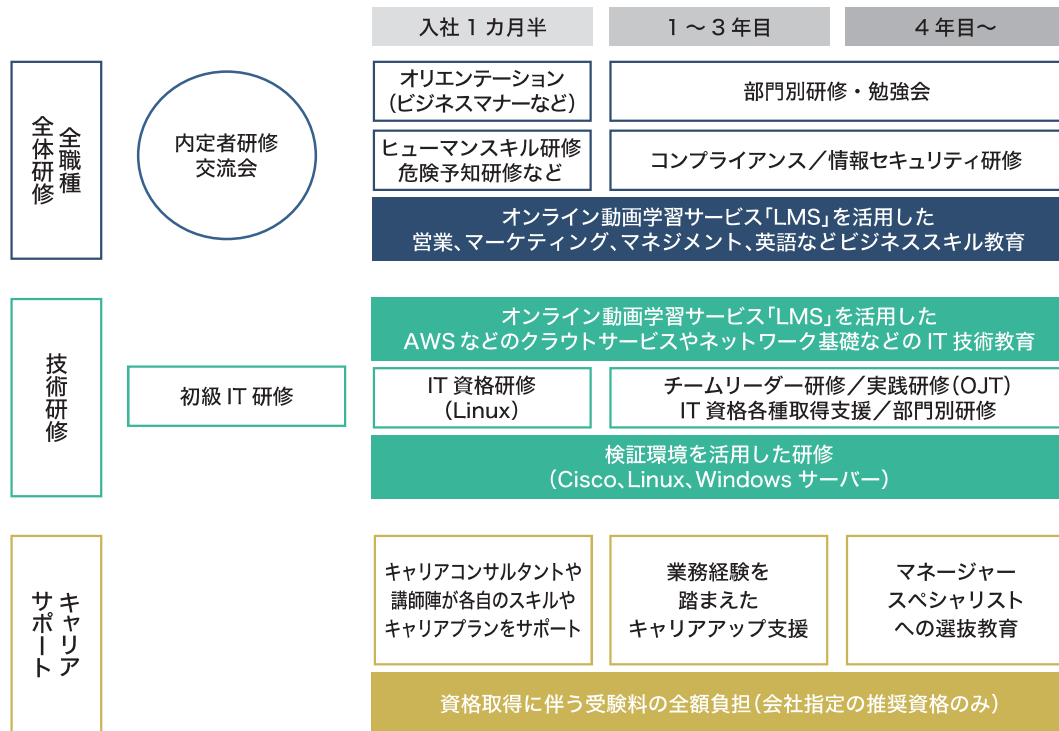 入社1カ月半
1～3年目
4年目～
全職種
全体研修
内定者研修
交流会
オリエンテーション
（ビジネスマナーなど）
部門別研修・勉強会
ヒューマンスキル研修
危険予知研修など
コンプライアンス／情報セキュリティ研修
オンライン動画学習サービス「LMS」を活用した
営業、マーケティング、マネジメント、英語などビジネススキル教育
技術研修
初級IT研修
オンライン動画学習サービス「LMS」を活用した
AWSなどのクラウトサービスやネットワーク基礎などのIT技術教育
IT資格研修
（Linux）
チームリーダー研修／実践研修（OJT）
IT資格各種取得支援／部門別研修
検証環境を活用した研修
（Cisco、Linux、Windowsサーバー）
キャリア
サポート
キャリアコンサルタントや
講師陣が各自のスキルや
キャリアプランをサポート
業務経験を
踏まえた
キャリアアップ支援
マネージャー
スペシャリスト
への選抜教育
資格取得に伴う受験料の全額負担（会社指定の推奨資格のみ）